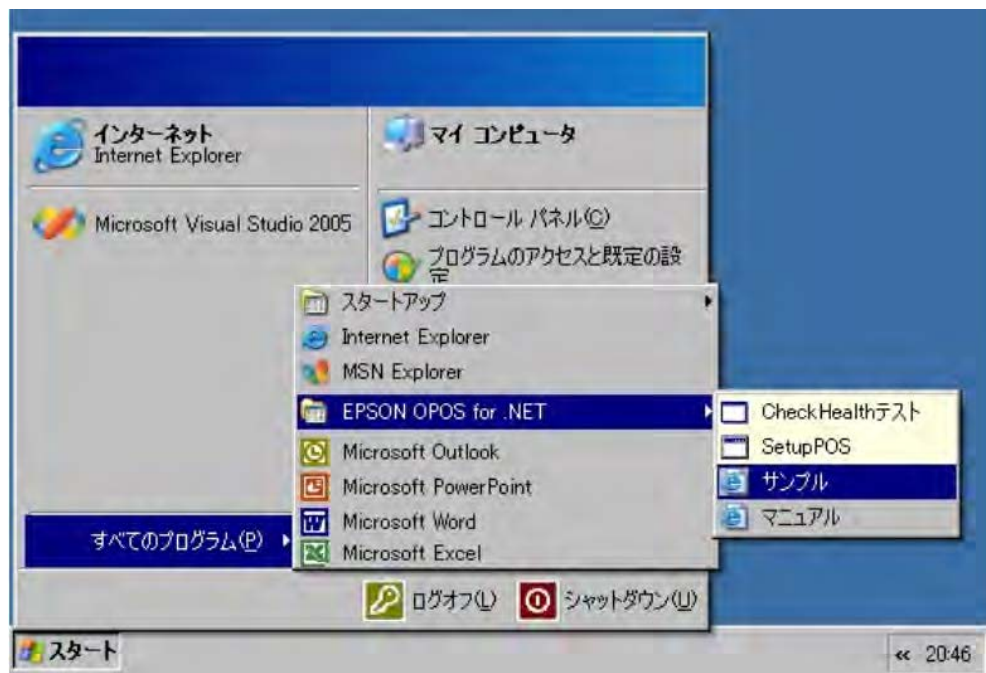 インターネット
Internet Explorer
マイ コンピュータ
Microsoft Visual Studio 2005
コントロール パネル(C)
プログラムのアクセスと既定の設
定
スタートアップ
Internet Explorer
MSN Explorer
EPSON OPOS for .NET
Microsoft Outlook
Microsoft PowerPoint
Microsoft Word
Microsoft Excel
CheckHealthテスト
SetupPOS
サンプル
マニュアル
すべてのプログラム(P)
ログオフ(L)
シャットダウン(U)
スタート
« 20:46